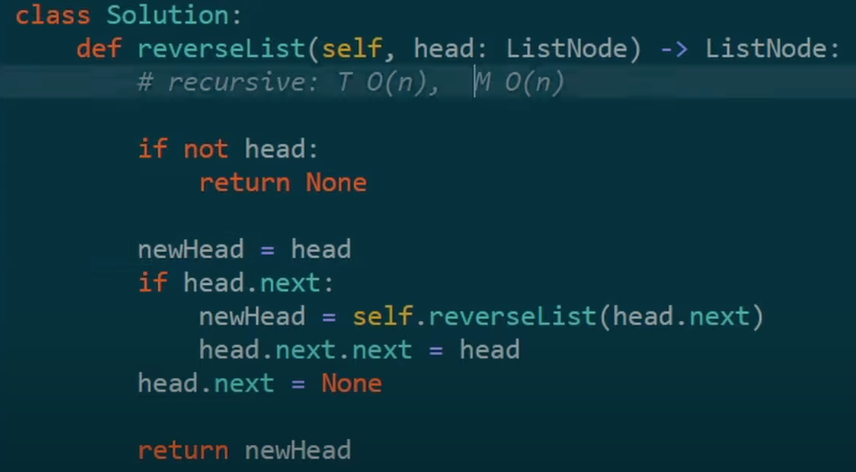 class Solution:
    def reverseList(self, head: ListNode) -> ListNode:
        # recursive: T O(n),  M O(n)
        if not head:
            return None
        newHead = head
        if head.next:
            newHead = self.reverseList(head.next)
            head.next.next = head
        head.next = None
        return newHead